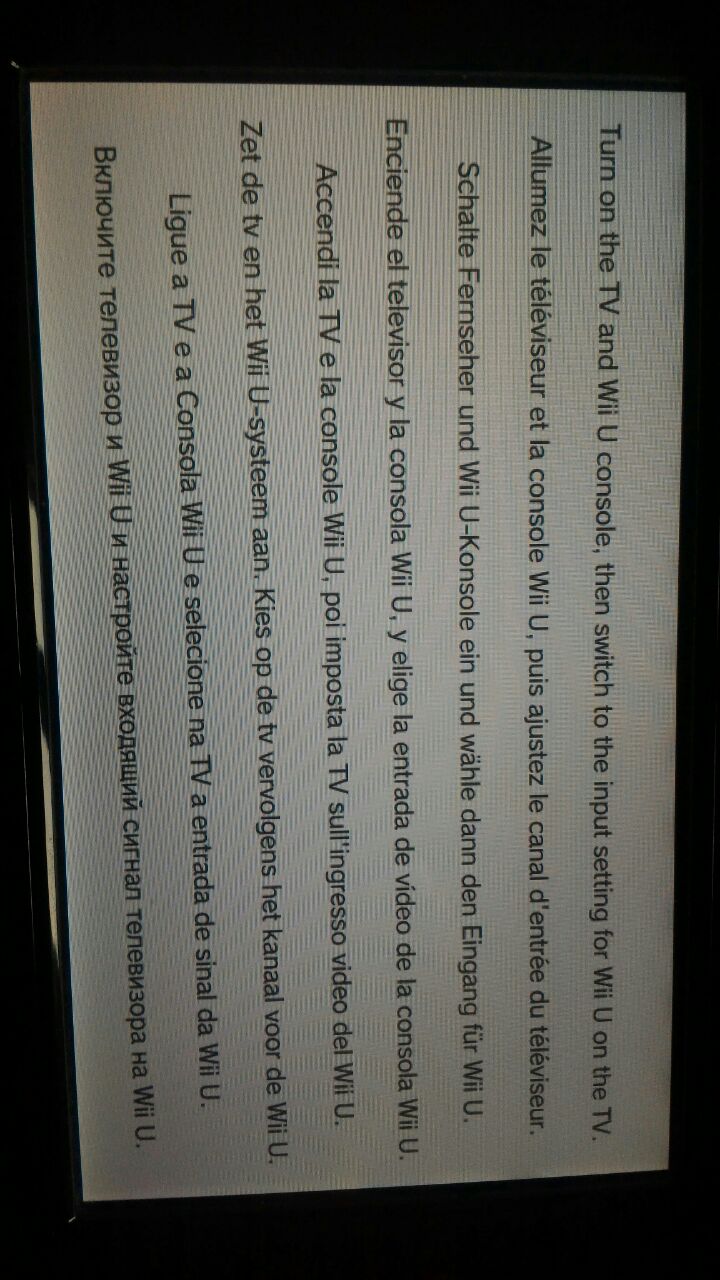 Turn on the TV and Wii U console, then switch to the input setting for Wii U on the TV.
Allumez le téléviseur et la console Wii U, puis ajustez le canal d'entrée du téléviseur.
Schalte Fernseher und Wii U-Konsole ein und wähle dann den Eingang für Wii U.
Enciende el televisor y la consola Wii U, y elige la entrada de vídeo de la consola Wii U.
Accendi la TV e la console Wii U, poi imposta la TV sull'ingresso video del Wii U.
Zet de tv en het Wii U-systeem aan. Kies op de tv vervolgens het kanaal voor de Wii U.
Ligue a TV e a Consola Wii U e selecione na TV a entrada de sinal da Wii U.
Включите телевизор и Wii U и настройте входящий сигнал телевизора на Wii U.